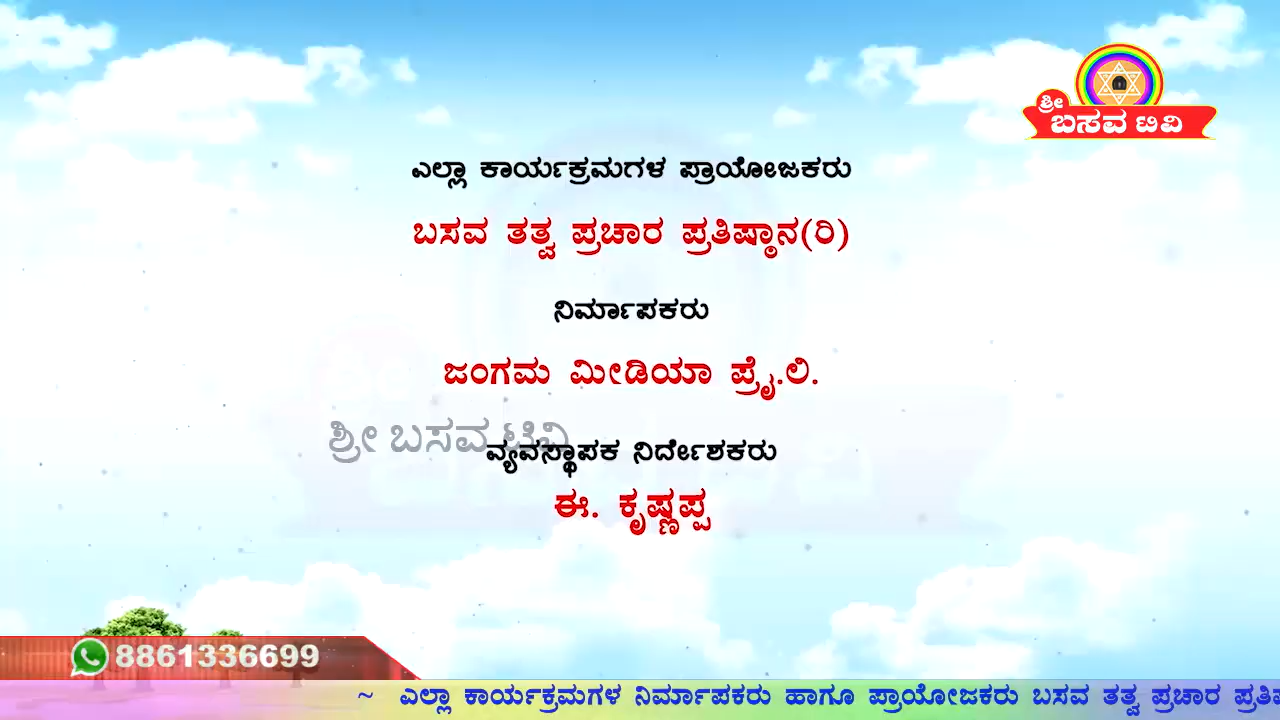 ಶ್ರೀ
ಬಸವ ಟಿವಿ
ಎಲ್ಲಾ ಕಾರ್ಯಕ್ರಮಗಳ ಪ್ರಾಯೋಜಕರು
ಬಸವ ತತ್ವ ಪ್ರಚಾರ ಪ್ರತಿಷ್ಠಾನ(ರಿ)
ನಿರ್ಮಾಪಕರು
ಜಂಗಮ ಮೀಡಿಯಾ ಪ್ರೈ.ಲಿ.
ಶ್ರೀ ಬಸವ ಟಿವಿ
ವ್ಯವಸ್ಥಾಪಕ ನಿರ್ದೇಶಕರು
ಈ. ಕೃಷ್ಣಪ್ಪ
8861336699
~ ಎಲ್ಲಾ ಕಾರ್ಯಕ್ರಮಗಳ ನಿರ್ಮಾಪಕರು ಹಾಗೂ ಪ್ರಾಯೋಜಕರು ಬಸವ ತತ್ವ ಪ್ರಚಾರ